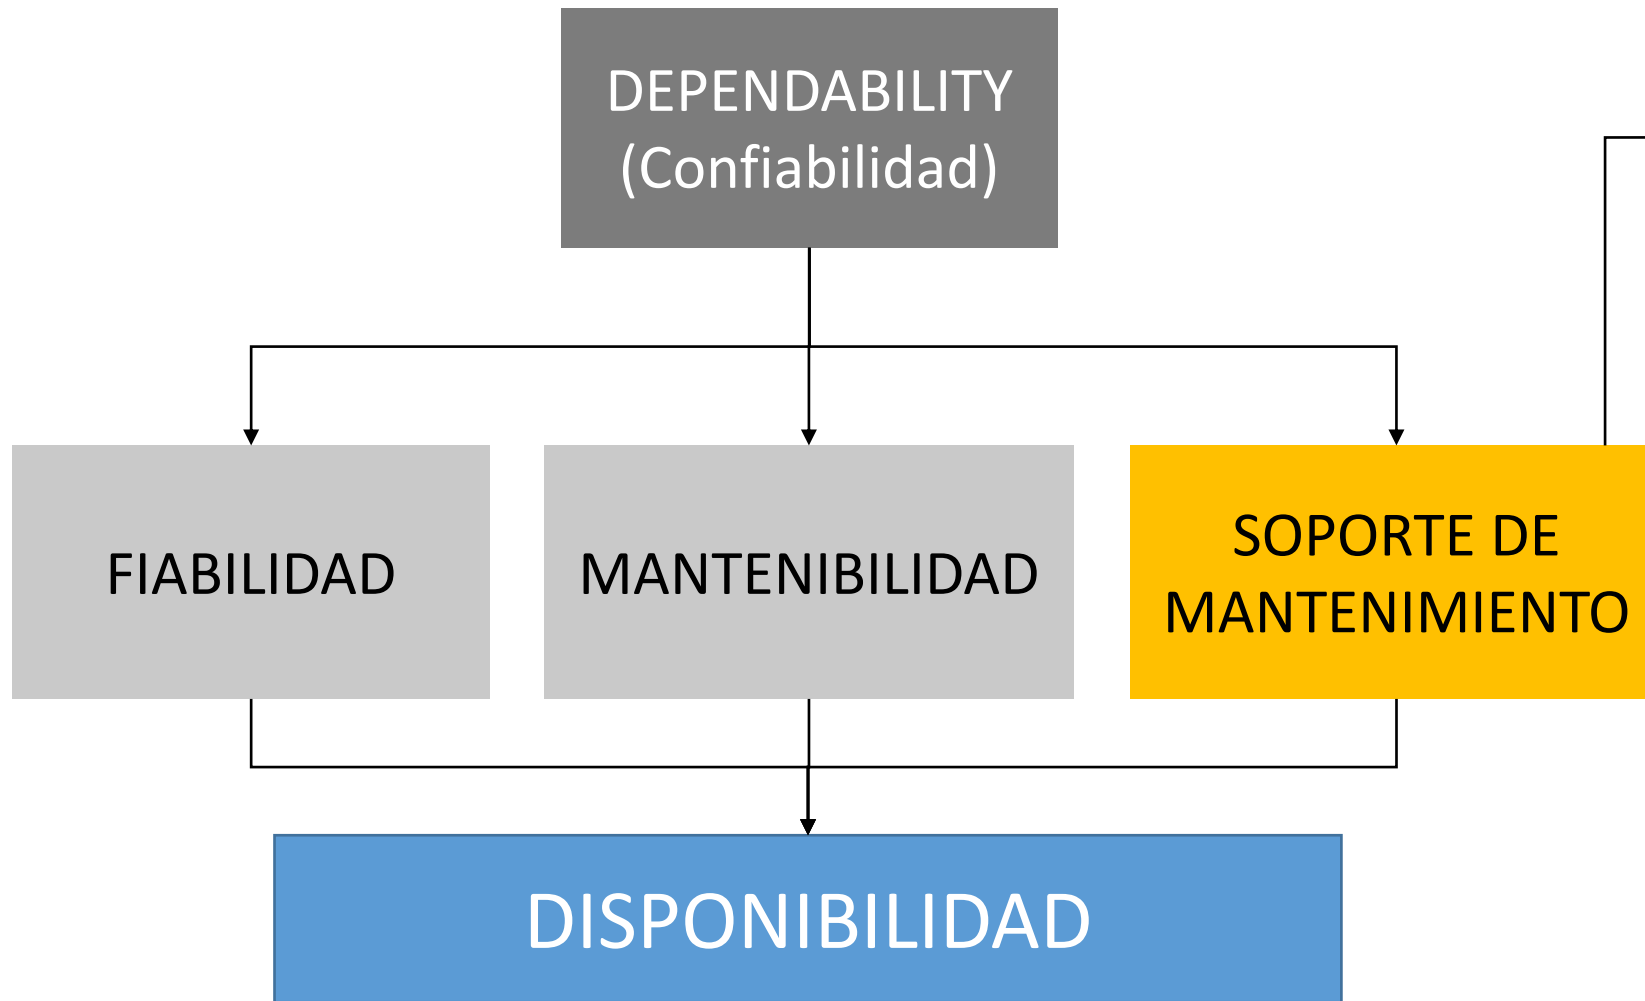 DEPENDABILITY
(Confiabilidad)
FIABILIDAD
MANTENIBILIDAD
SOPORTE DE
MANTENIMIENTO
DISPONIBILIDAD